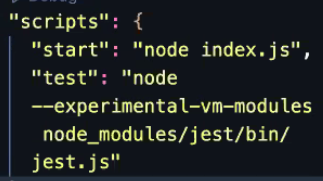 "scripts": {
"start": "node index.js",
"test": "node
--experimental-vm-modules
node_modules/jest/bin/
jest.js"